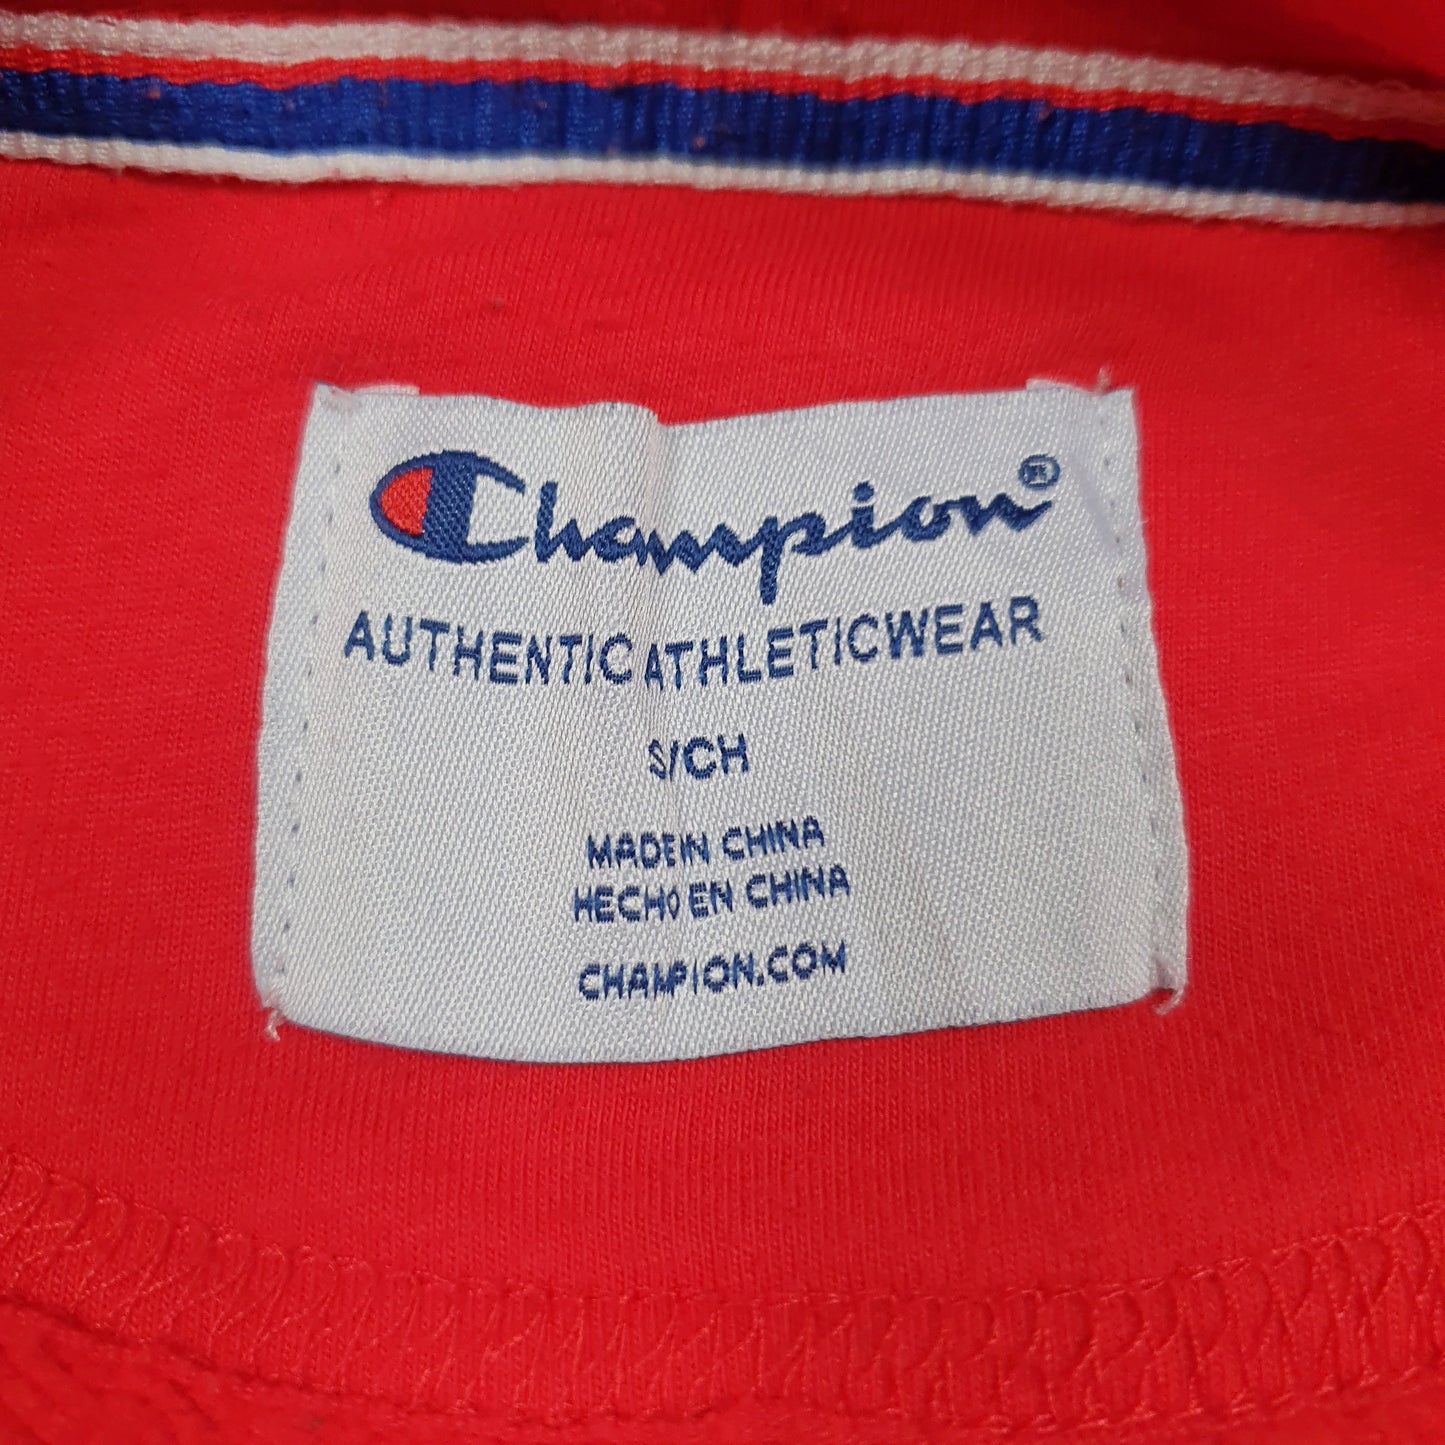 Champion®
AUTHENTIC ATHLETICWEAR
S/CH
MADE IN CHINA
HECHO EN CHINA
CHAMPION.COM